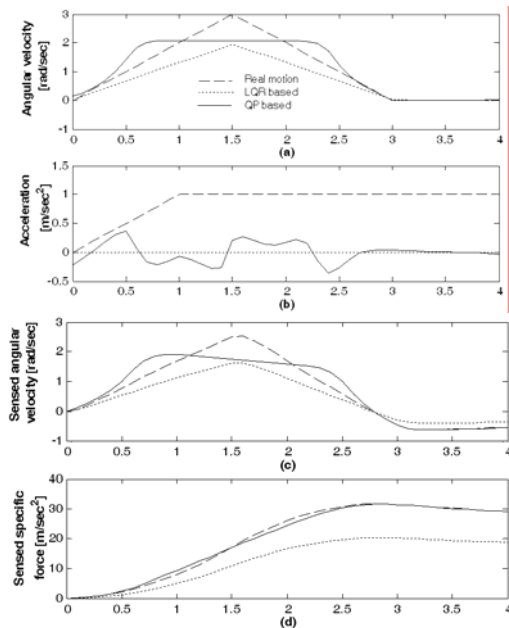 Angular velocity
[rad/sec]
3
2
1
0
1
Real motion
LQR based
QP based
0 0.5 1 1.5 2 2.5 3 3.5 4
(a)
Acceleration
[m/sec²]
1.5
1
0.5
0
-0.5
0 0.5 1 1.5 2 2.5 3 3.5 4
(b)
Sensed angular
velocity [rad/sec]
3
2
1
0
-1
0 0.5 1 1.5 2 2.5 3 3.5 4
(c)
Sensed specific
force [m/sec²]
40
30
20
10
0
0 0.5 1 1.5 2 2.5 3 3.5 4
(d)